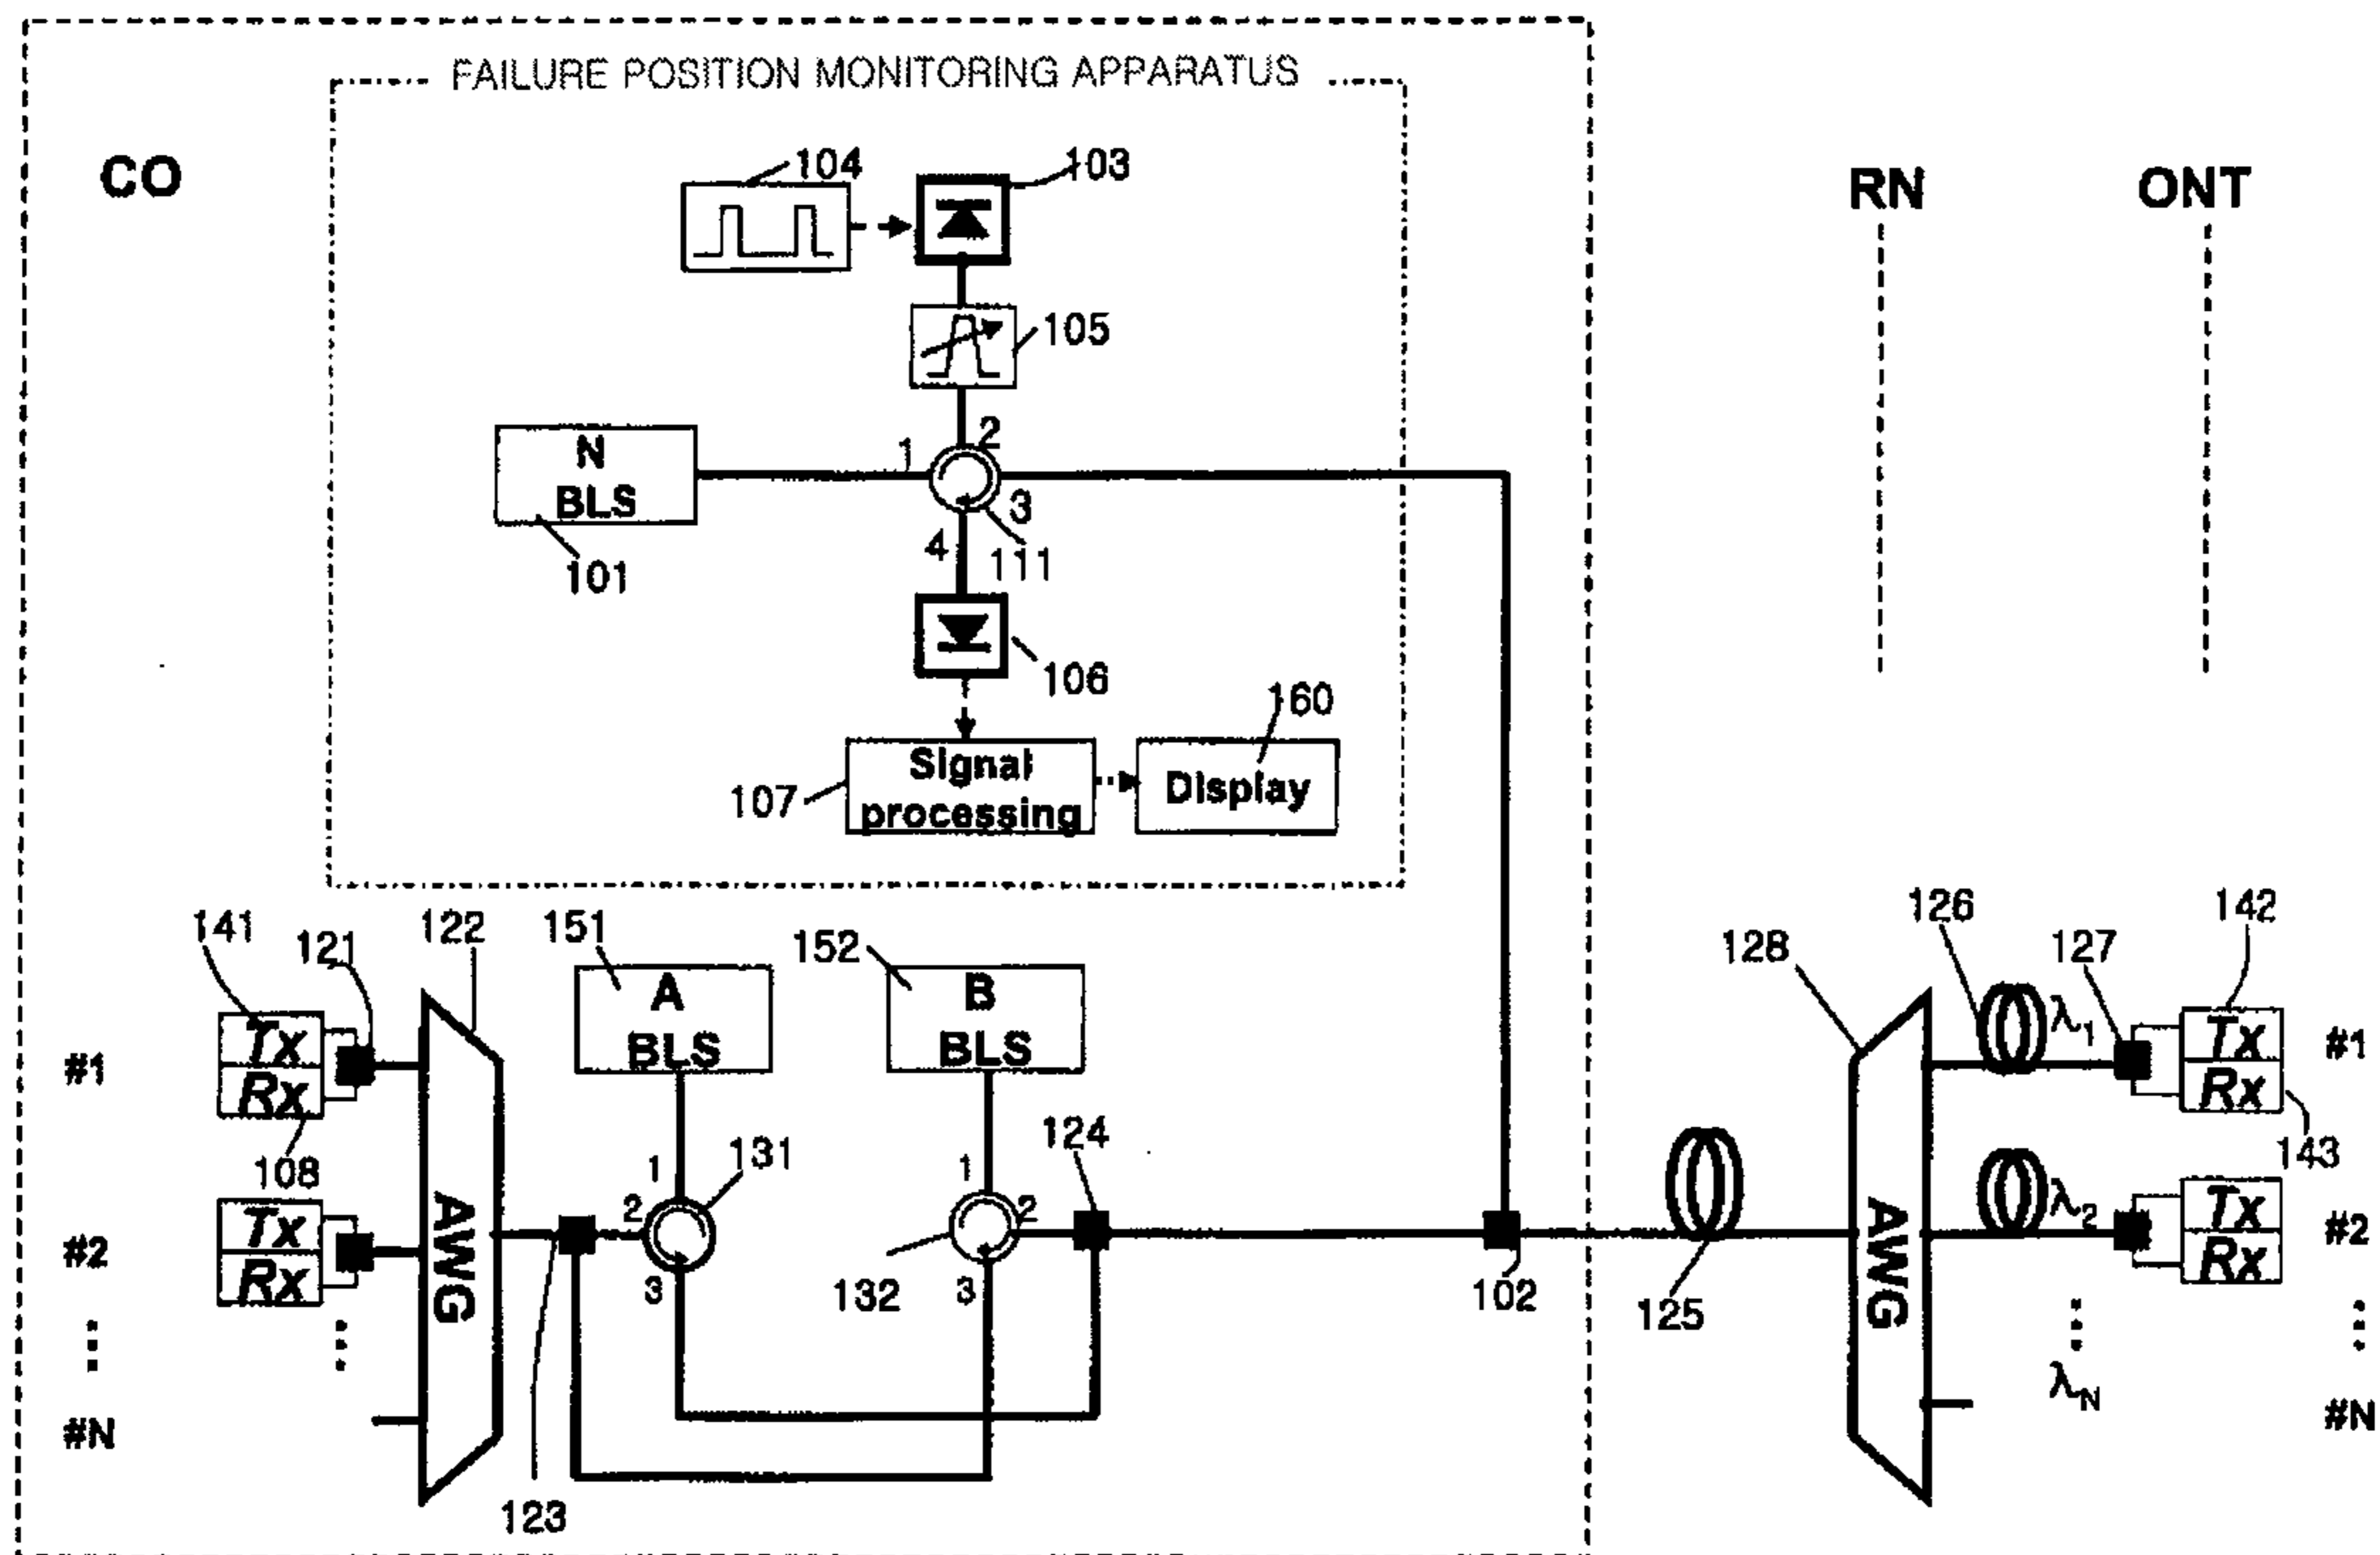 FAILURE POSITION MONITORING APPARATUS
CO
RN
ONT
104
103
105
N
BLS
101
1
2
3
4
111
106
160
107
Signal
processing
Display
141
121
122
151
152
128
126
127
142
A
BLS
B
BLS
#1
Tx
Rx
108
1
2
3
131
1
2
3
132
124
λ1
Tx
Rx
#1
143
#2
Tx
Rx
AWG
102
125
AWG
λ2
Tx
Rx
#2
...
...
...
...
#N
λN
#N
123